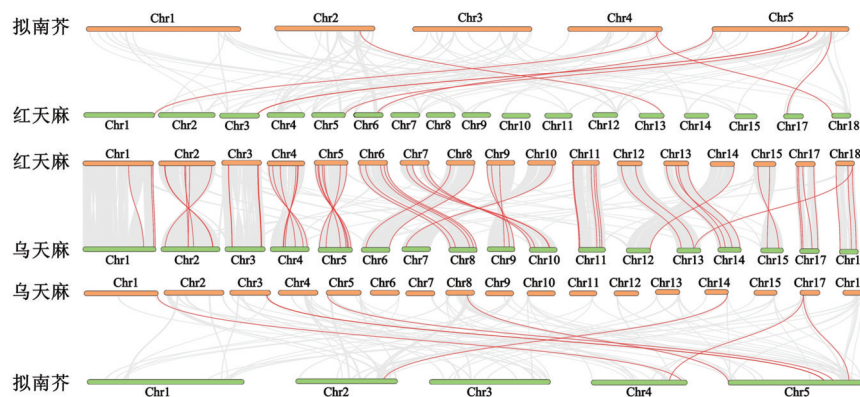 Chr1 Chr2 Chr3 Chr4 Chr5
拟南芥
红天麻
Chr1 Chr2 Chr3 Chr4 Chr5 Chr6 Chr7 Chr8 Chr9 Chr10 Chr11 Chr12 Chr13 Chr14 Chr15 Chr17 Chr18
红天麻
Chr1 Chr2 Chr3 Chr4 Chr5 Chr6 Chr7 Chr8 Chr9 Chr10 Chr11 Chr12 Chr13 Chr14 Chr15 Chr17 Chr18
乌天麻
Chr1 Chr2 Chr3 Chr4 Chr5 Chr6 Chr7 Chr8 Chr9 Chr10 Chr11 Chr12 Chr13 Chr14 Chr15 Chr17 Chr1
乌天麻
Chr1 Chr2 Chr3 Chr4 Chr5 Chr6 Chr7 Chr8 Chr9 Chr10 Chr11 Chr12 Chr13 Chr14 Chr15 Chr17 Chr1
拟南芥
Chr1 Chr2 Chr3 Chr4 Chr5